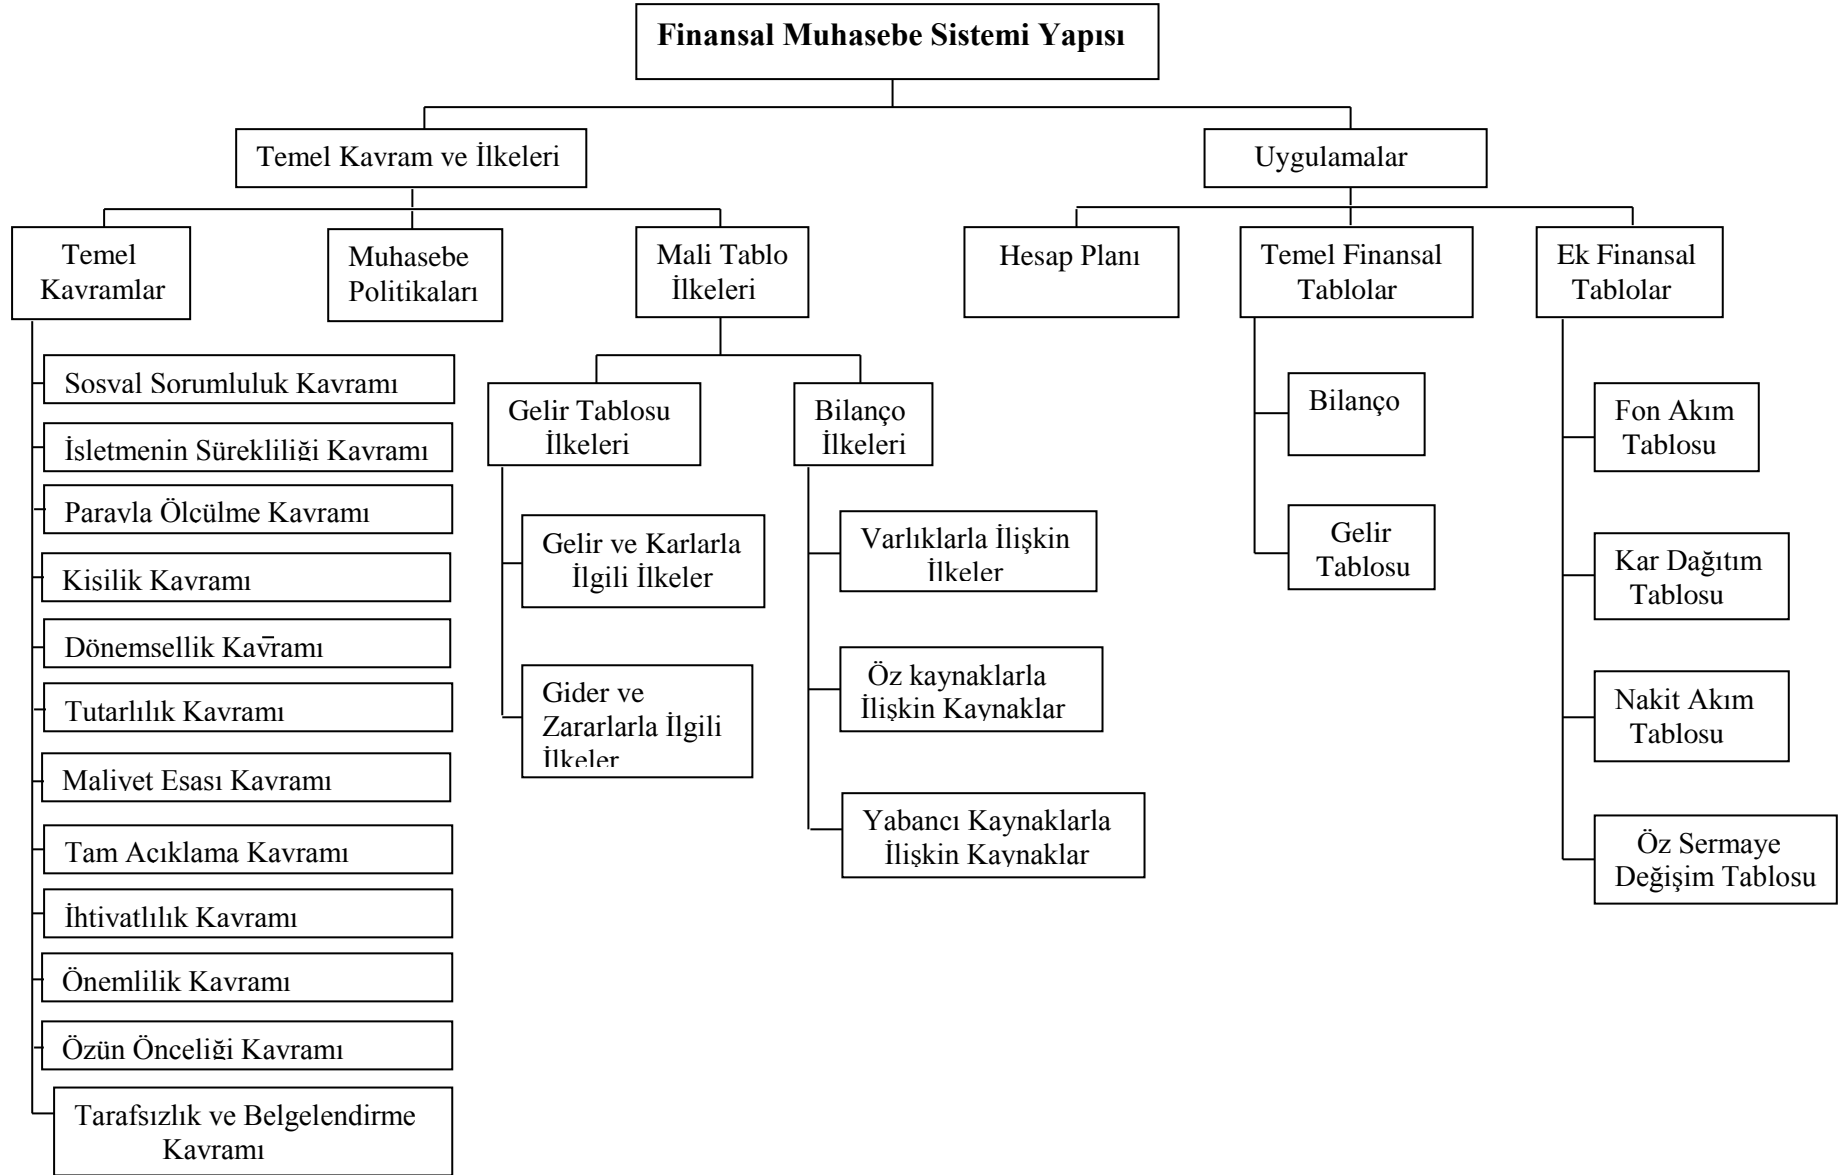 Finansal Muhasebe Sistemi Yapısı
Temel Kavram ve İlkeleri
Uygulamalar
Temel
Kavramlar
Muhasebe
Politikaları
Mali Tablo
İlkeleri
Hesap Planı
Temel Finansal
Tablolar
Ek Finansal
Tablolar
Sosyal Sorumluluk Kavramı
İşletmenin Sürekliliği Kavramı
Parayla Ölçülme Kavramı
Kişilik Kavramı
Dönemsellik Kavramı
Tutarlılık Kavramı
Maliyet Esası Kavramı
Tam Açıklama Kavramı
İhtiyatlılık Kavramı
Önemlilik Kavramı
Özün Önceliği Kavramı
Tarafsızlık ve Belgelendirme
Kavramı
Gelir Tablosu
İlkeleri
Gelir ve Karlarla
İlgili İlkeler
Gider ve
Zararlarla İlgili
İlkeler
Bilanço
İlkeleri
Varlıklarla İlişkin
İlkeler
Öz kaynaklarla
İlişkin Kaynaklar
Yabancı Kaynaklarla
İlişkin Kaynaklar
Bilanço
Gelir
Tablosu
Fon Akım
Tablosu
Kar Dağıtım
Tablosu
Nakit Akım
Tablosu
Öz Sermaye
Değişim Tablosu